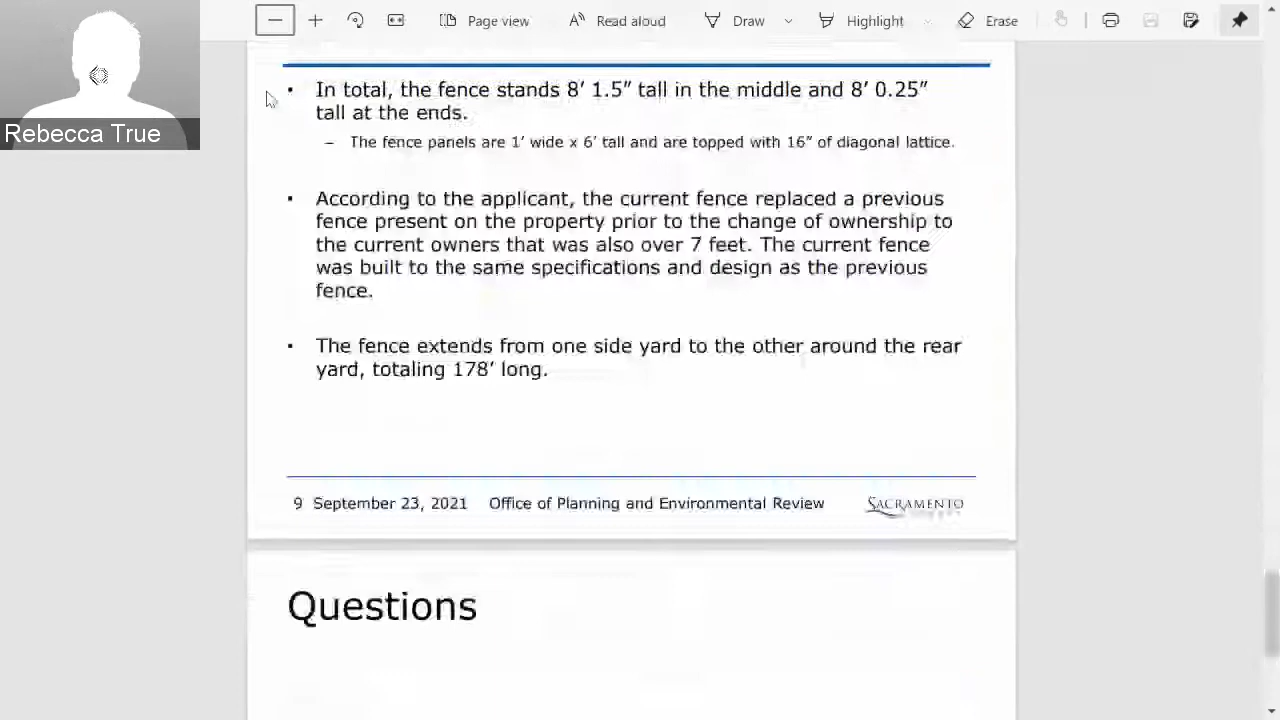 Page view
Read aloud
Draw
Highlight
Erase
Rebecca True
• In total, the fence stands 8’ 1.5” tall in the middle and 8’ 0.25”
tall at the ends.
– The fence panels are 1’ wide x 6’ tall and are topped with 16” of diagonal lattice.
• According to the applicant, the current fence replaced a previous
fence present on the property prior to the change of ownership to
the current owners that was also over 7 feet. The current fence
was built to the same specifications and design as the previous
fence.
• The fence extends from one side yard to the other around the rear
yard, totaling 178’ long.
9 September 23, 2021 Office of Planning and Environmental Review SACRAMENTO
Questions